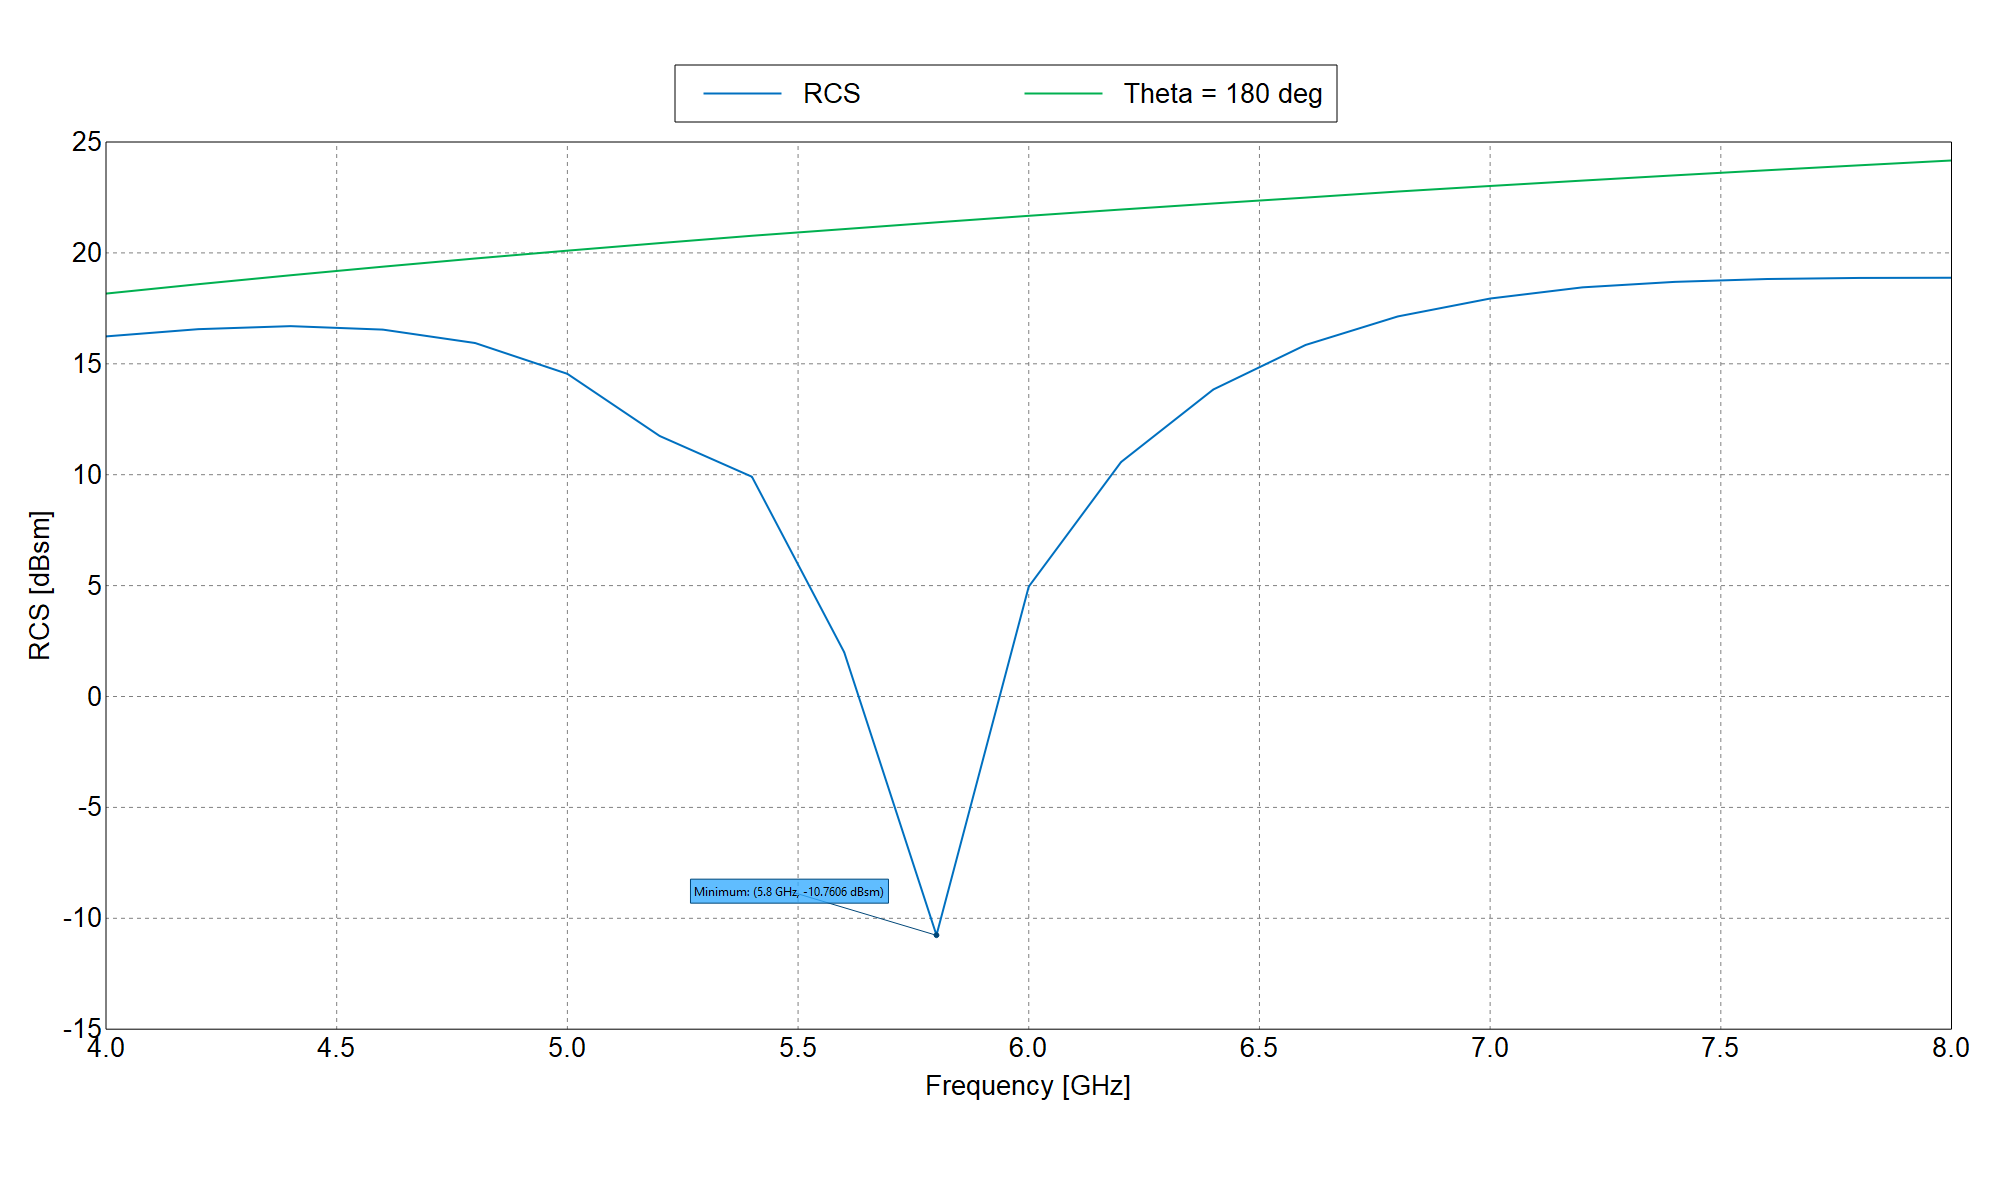 RCS Theta = 180 deg
25
20
15
10
5
0
-5
-10
-15
RCS [dBsm]
Minimum: (5.8 GHz, -10.7606 dBsm)
4.0 4.5 5.0 5.5 6.0 6.5 7.0 7.5 8.0
Frequency [GHz]